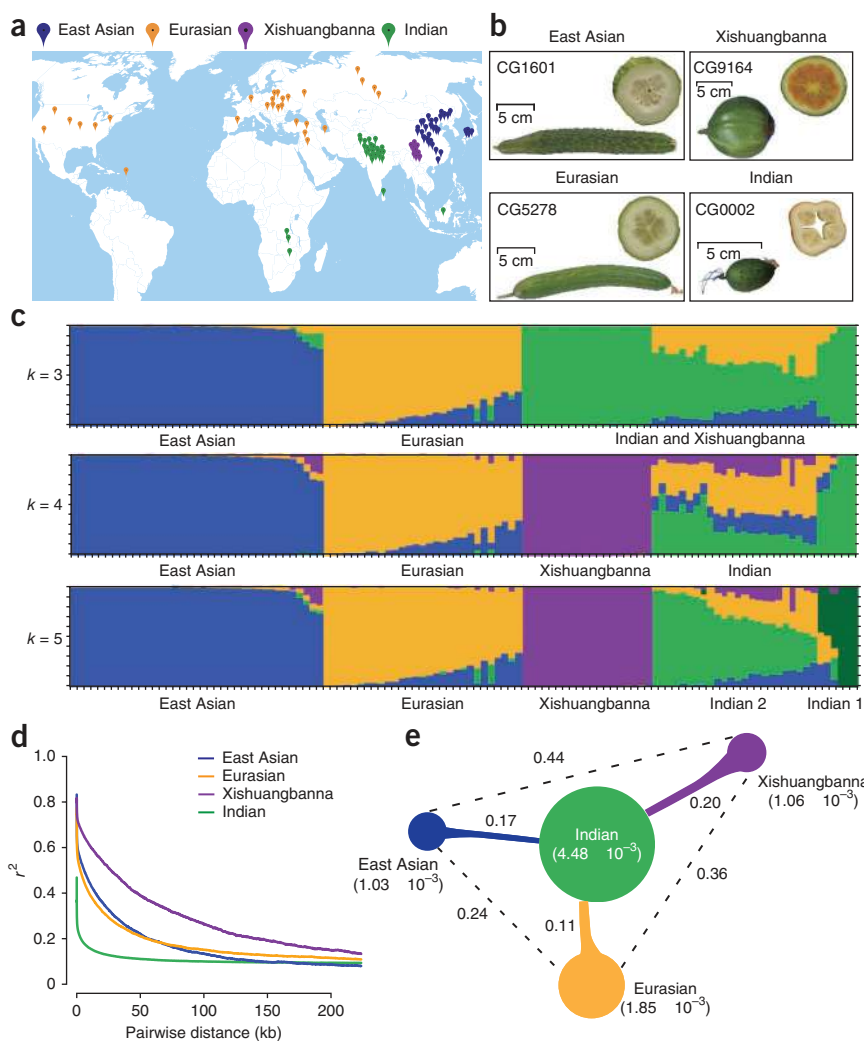 a
East Asian Eurasian Xishuangbanna Indian
b
East Asian Xishuangbanna
CG1601
5 cm
CG9164
5 cm
Eurasian Indian
CG5278
5 cm
CG0002
5 cm
c
k = 3
East Asian Eurasian Indian and Xishuangbanna
k = 4
East Asian Eurasian Xishuangbanna Indian
k = 5
East Asian Eurasian Xishuangbanna Indian 2 Indian 1
d
r²
1.0
0.8
0.6
0.4
0.2
0
East Asian
Eurasian
Xishuangbanna
Indian
0 50 100 150 200
Pairwise distance (kb)
e
0.44
Xishuangbanna
(1.06 10⁻³)
0.20
0.17
Indian
(4.48 10⁻³)
East Asian
(1.03 10⁻³)
0.36
0.24
0.11
Eurasian
(1.85 10⁻³)